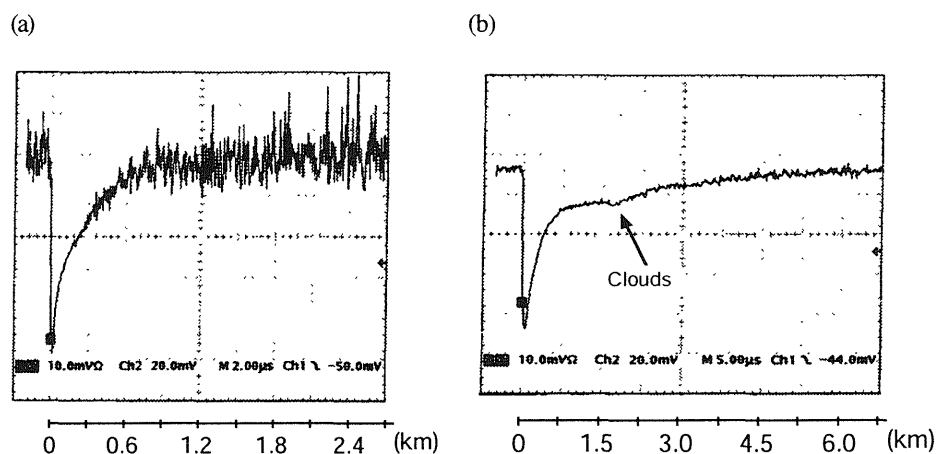 (a)
(b)
Clouds
10.0mVΩ Ch2 20.0mV M 2.00µs Ch1 -50.0mV
10.0mVΩ Ch2 20.0mV M 5.00µs Ch1 -44.0mV
0 0.6 1.2 1.8 2.4 (km)
0 1.5 3.0 4.5 6.0 (km)